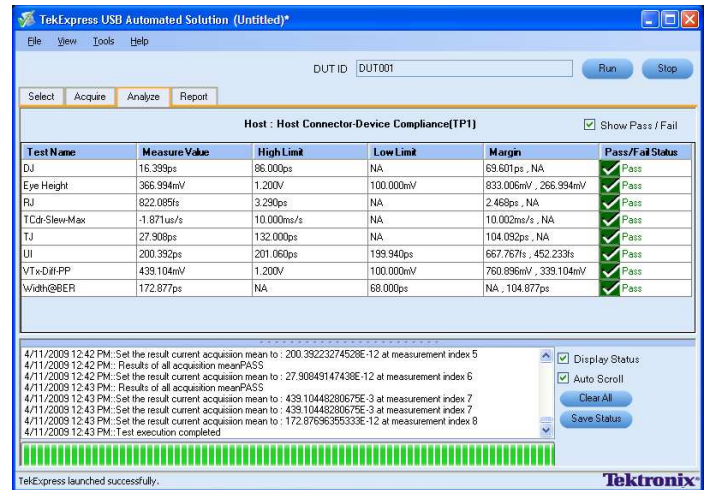 TekExpress USB Automated Solution (Untitled)*
File View Tools Help
DUT ID DUT001 Run Stop
Select Acquire Analyze Report
Host : Host Connector-Device Compliance(TP1) Show Pass / Fail
Test Name Measure Value High Limit Low Limit Margin Pass/Fail Status
DJ 16.399ps 86.000ps NA 69.601ps , NA Pass
Eye Height 366.994mV 1.200V 100.000mV 833.006mV , 266.994mV Pass
RJ 822.085fs 3.290ps NA 2.468ps , NA Pass
TCdr-Slew-Max -1.871us/s 10.000ms/s NA 10.002ms/s , NA Pass
TJ 27.908ps 132.000ps NA 104.092ps , NA Pass
UI 200.392ps 201.060ps 199.940ps 667.767fs , 452.233fs Pass
VTx-Diff-PP 439.104mV 1.200V 100.000mV 760.896mV , 339.104mV Pass
Width@BER 172.877ps NA 68.000ps NA , 104.877ps Pass
4/11/2009 12:42 PM::Set the result current acquisiion mean to : 200.39223274528E-12 at measurement index 5
4/11/2009 12:42 PM:: Results of all acquisition meanPASS
4/11/2009 12:42 PM::Set the result current acquisiion mean to : 27.90849147438E-12 at measurement index 6
4/11/2009 12:43 PM:: Results of all acquisition meanPASS
4/11/2009 12:43 PM::Set the result current acquisiion mean to : 439.10448280675E-3 at measurement index 7
4/11/2009 12:43 PM::Set the result current acquisiion mean to : 439.10448280675E-3 at measurement index 7
4/11/2009 12:43 PM::Set the result current acquisiion mean to : 172.87696355333E-12 at measurement index 8
4/11/2009 12:43 PM::Test execution completed
Display Status
Auto Scroll
Clear All
Save Status
TekExpress launched successfully.
Tektronix